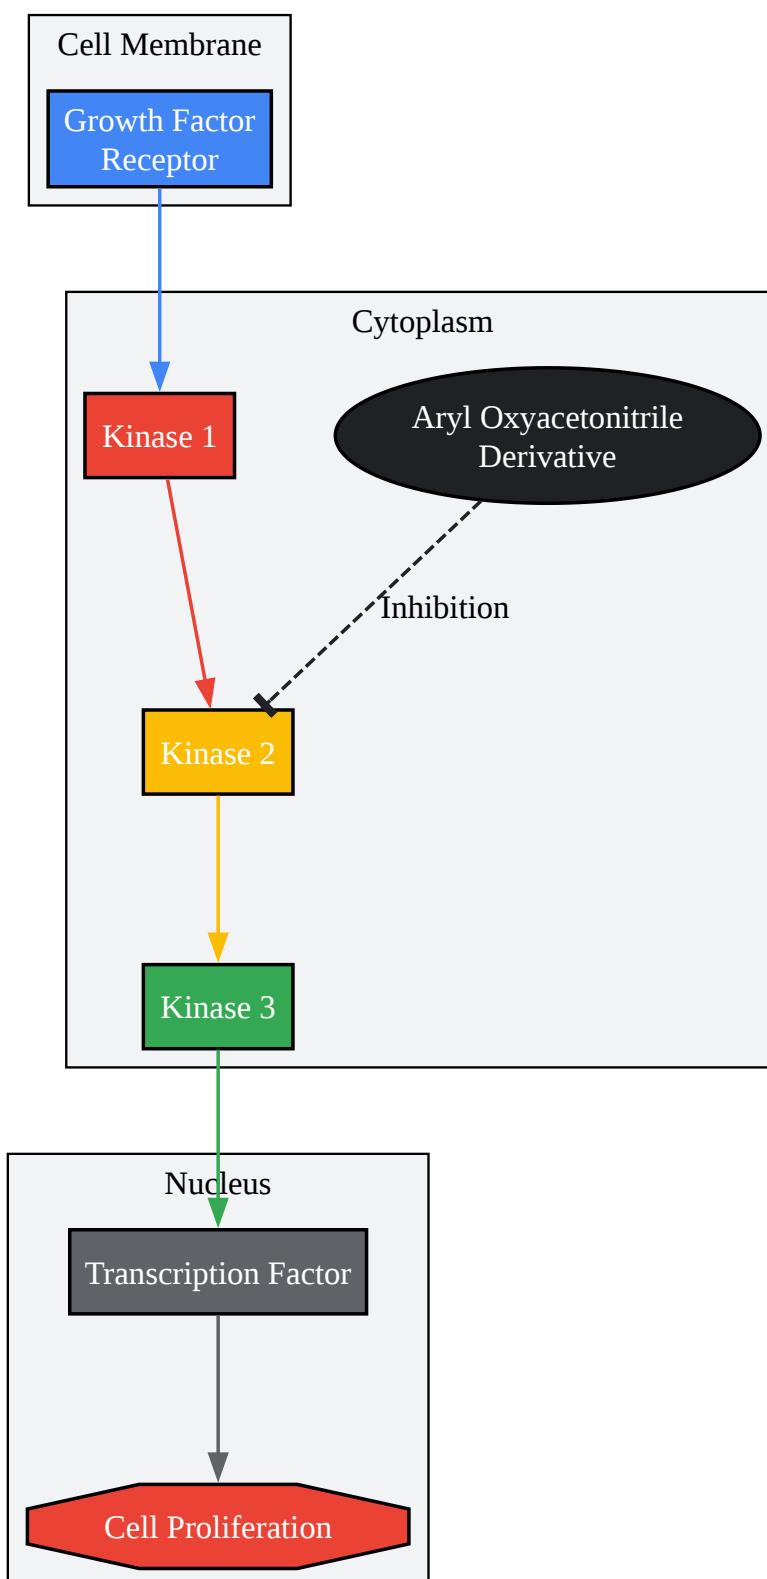 Cell Membrane
Growth Factor
Receptor
Cytoplasm
Kinase 1
Aryl Oxyacetonitrile
Derivative
Inhibition
Kinase 2
Kinase 3
Nucleus
Transcription Factor
Cell Proliferation